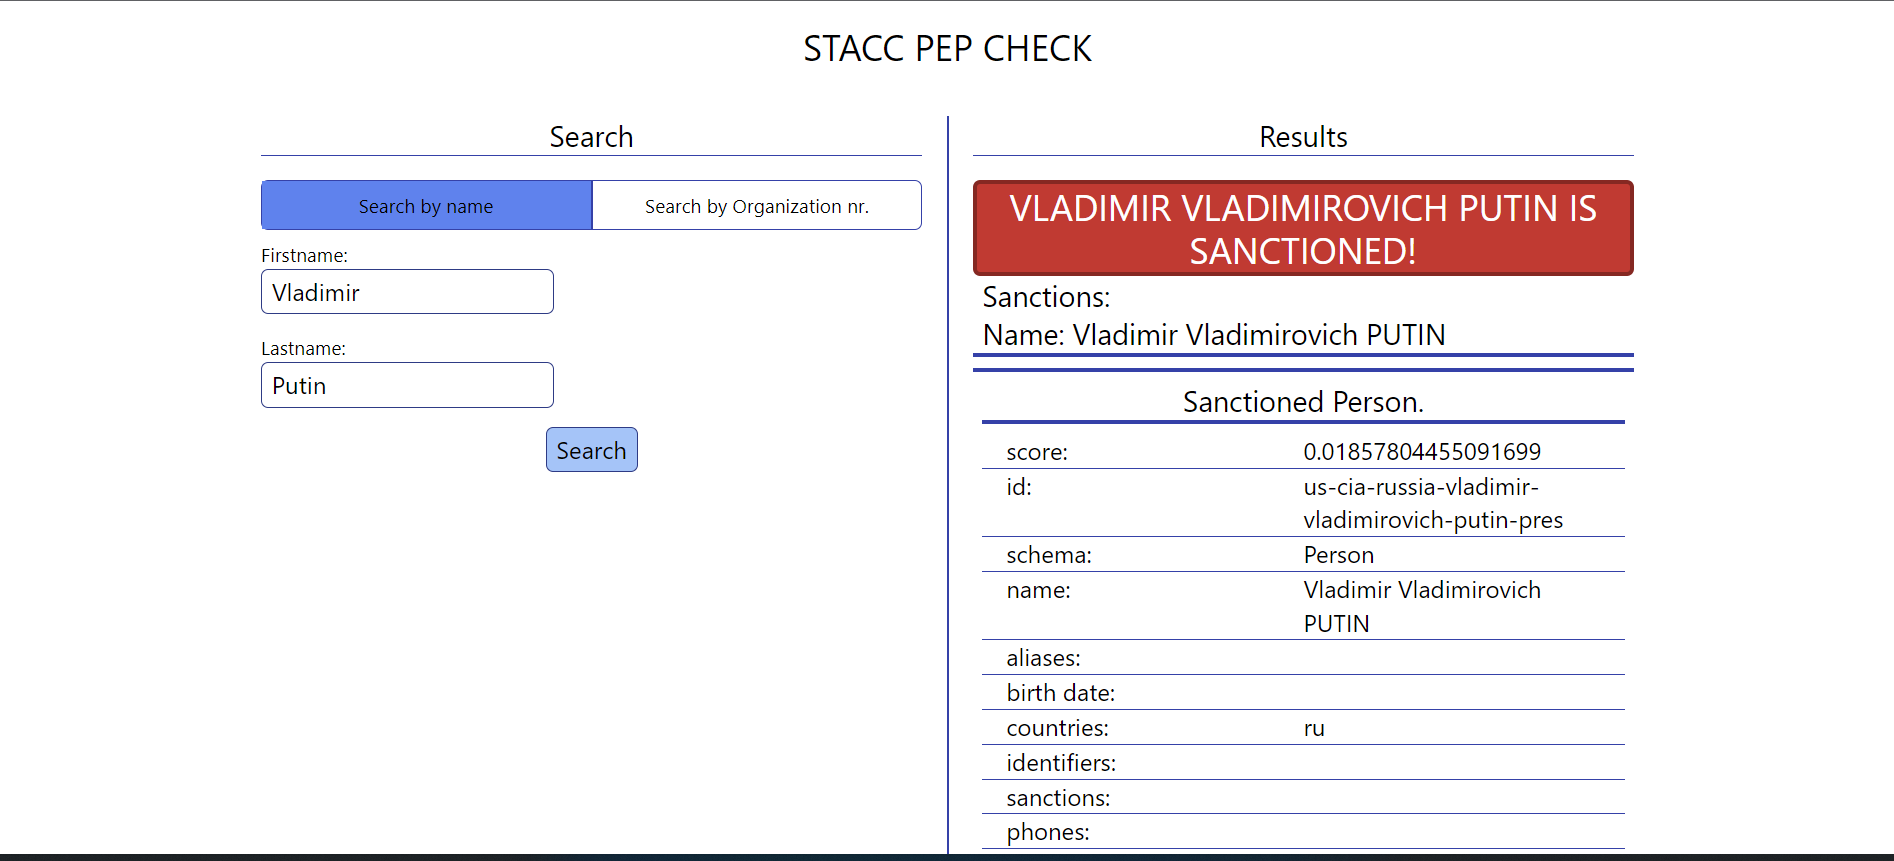 STACC PEP CHECK
Search
Search by name
Search by Organization nr.
Firstname:
Vladimir
Lastname:
Putin
Search
Results
VLADIMIR VLADIMIROVICH PUTIN IS
SANCTIONED!
Sanctions:
Name: Vladimir Vladimirovich PUTIN
Sanctioned Person.
score: 0.01857804455091699
id: us-cia-russia-vladimir-
vladimirovich-putin-pres
schema: Person
name: Vladimir Vladimirovich
PUTIN
aliases:
birth date:
countries: ru
identifiers:
sanctions:
phones: